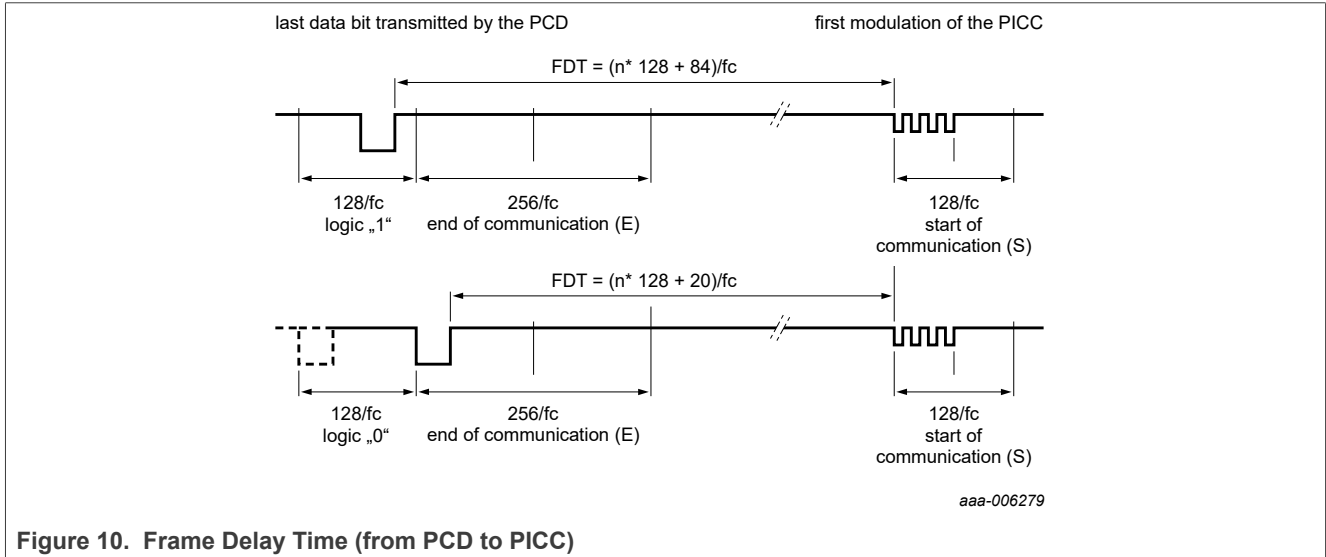 last data bit transmitted by the PCD
first modulation of the PICC
FDT = (n* 128 + 84)/fc
128/fc
logic „1“
256/fc
end of communication (E)
128/fc
start of
communication (S)
FDT = (n* 128 + 20)/fc
128/fc
logic „0“
256/fc
end of communication (E)
128/fc
start of
communication (S)
aaa-006279
Figure 10. Frame Delay Time (from PCD to PICC)